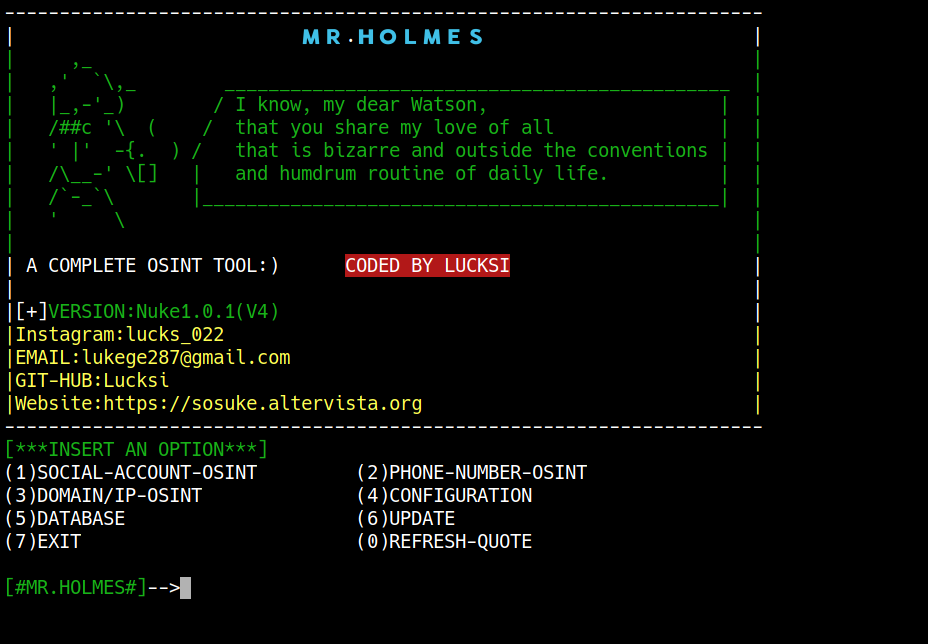 MR.HOLMES
I know, my dear Watson,
that you share my love of all
that is bizarre and outside the conventions
and humdrum routine of daily life.
A COMPLETE OSINT TOOL:) CODED BY LUCKSI
[+]VERSION:Nuke1.0.1(V4)
Instagram:lucks_022
EMAIL:lukege287@gmail.com
GIT-HUB:Lucksi
Website:https://sosuke.altervista.org
[***INSERT AN OPTION***]
(1)SOCIAL-ACCOUNT-OSINT (2)PHONE-NUMBER-OSINT
(3)DOMAIN/IP-OSINT (4)CONFIGURATION
(5)DATABASE (6)UPDATE
(7)EXIT (0)REFRESH-QUOTE
[#MR.HOLMES#]-->